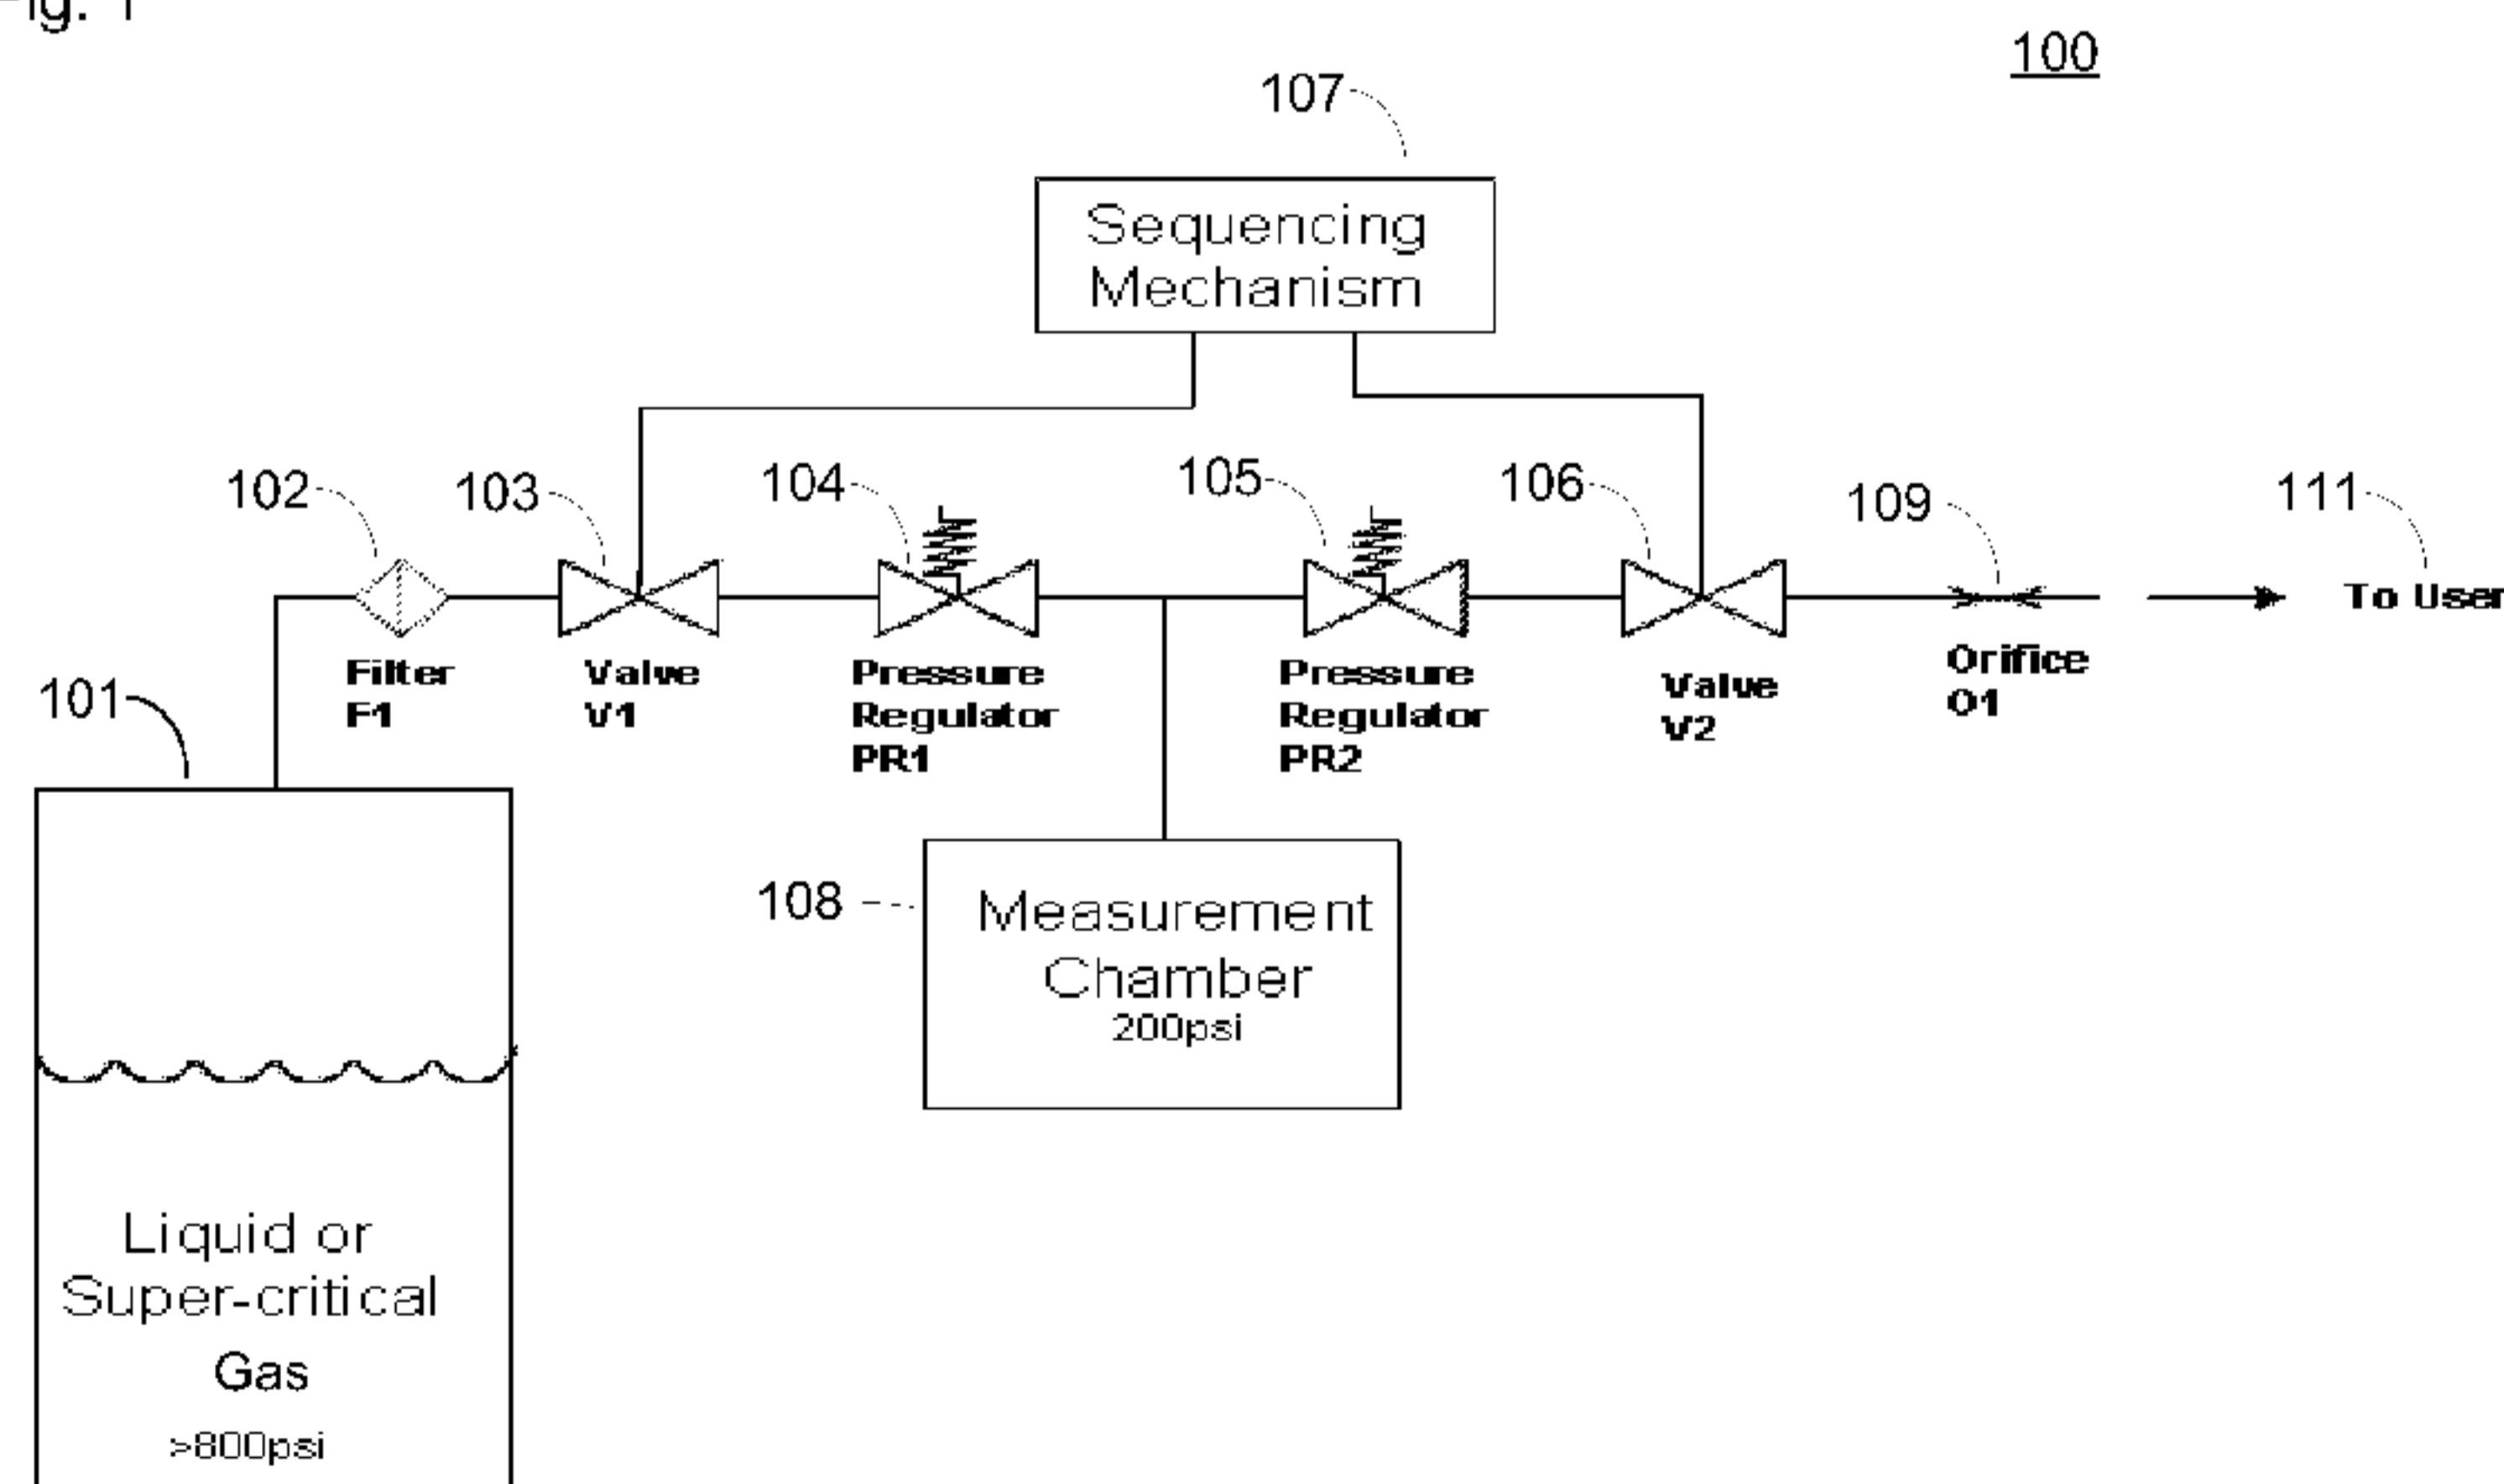 Fig. 1
100
107
Sequencing
Mechanism
102
103
104
105
106
109
111
To User
Filter
F1
Valve
V1
Pressure
Regulator
PR1
Pressure
Regulator
PR2
Valve
V2
Orifice
O1
101
108
Measurement
Chamber
200psi
Liquid or
Super-critical
Gas
>800psi